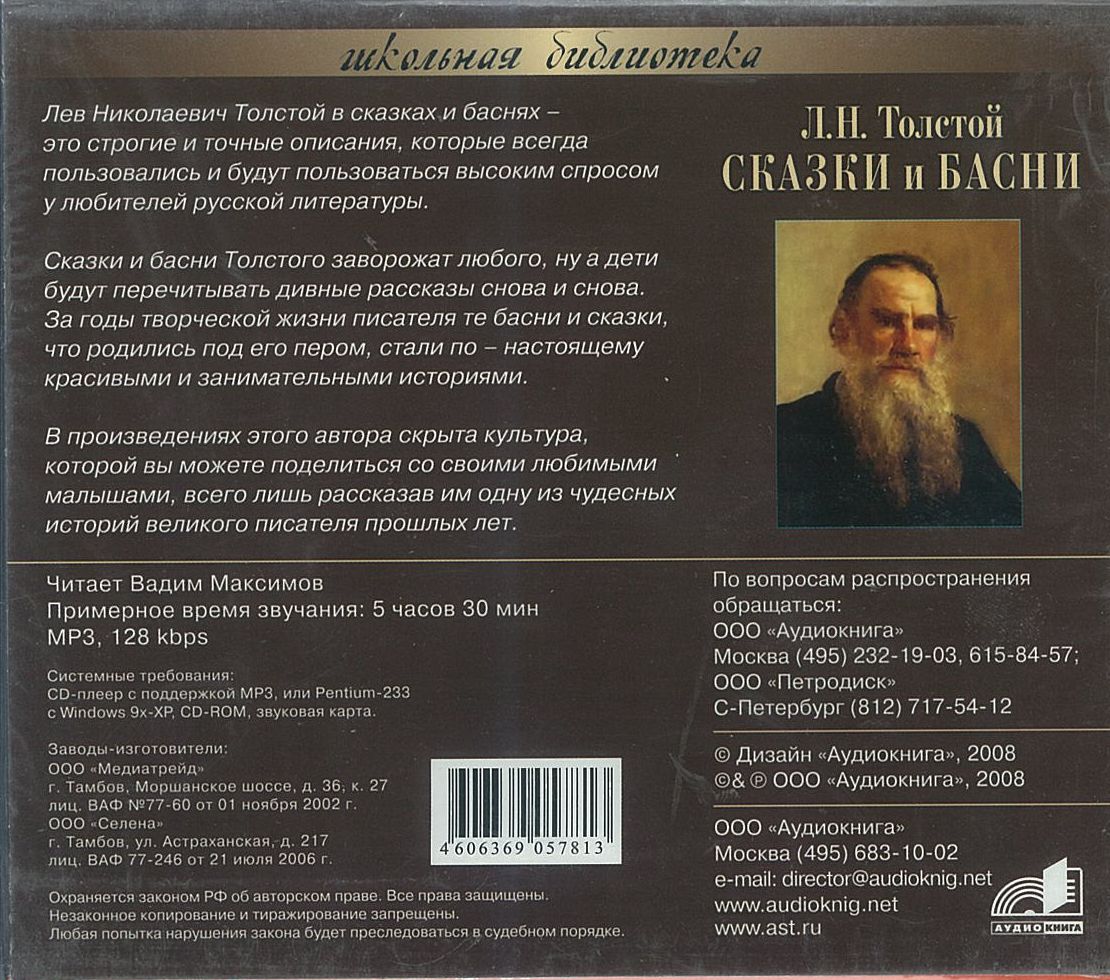 школьная библиотека
Лев Николаевич Толстой в сказках и баснях –
это строгие и точные описания, которые всегда
пользовались и будут пользоваться высоким спросом
у любителей русской литературы.
Сказки и басни Толстого заворожат любого, ну а дети
будут перечитывать дивные рассказы снова и снова.
За годы творческой жизни писателя те басни и сказки,
что родились под его пером, стали по – настоящему
красивыми и занимательными историями.
В произведениях этого автора скрыта культура,
которой вы можете поделиться со своими любимыми
малышами, всего лишь рассказав им одну из чудесных
историй великого писателя прошлых лет.
Л.Н. Толстой
СКАЗКИ и БАСНИ
Читает Вадим Максимов
Примерное время звучания: 5 часов 30 мин
MP3, 128 kbps
Системные требования:
CD-плеер с поддержкой MP3, или Pentium-233
с Windows 9x-XP, CD-ROM, звуковая карта.
Заводы-изготовители:
ООО «Медиатрейд»
г. Тамбов, Моршанское шоссе, д. 36, к. 27
лиц. ВАФ №77-60 от 01 ноября 2002 г.
ООО «Селена»
г. Тамбов, ул. Астраханская, д. 217
лиц. ВАФ 77-246 от 21 июля 2006 г.
4606369 057813
Охраняется законом РФ об авторском праве. Все права защищены.
Незаконное копирование и тиражирование запрещены.
Любая попытка нарушения закона будет преследоваться в судебном порядке.
По вопросам распространения
обращаться:
ООО «Аудиокнига»
Москва (495) 232-19-03, 615-84-57;
ООО «Петродиск»
С-Петербург (812) 717-54-12
© Дизайн «Аудиокнига», 2008
©&℗ ООО «Аудиокнига», 2008
ООО «Аудиокнига»
Москва (495) 683-10-02
e-mail: director@audioknig.net
www.audioknig.net
www.ast.ru
АУДИОКНИГА